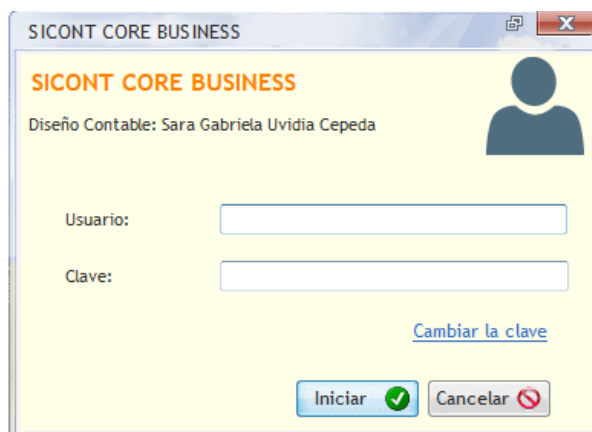 SICONT CORE BUSINESS
SICONT CORE BUSINESS
Diseño Contable: Sara Gabriela Uvidia Cepeda
Usuario:
Clave:
Cambiar la clave
Iniciar Cancelar